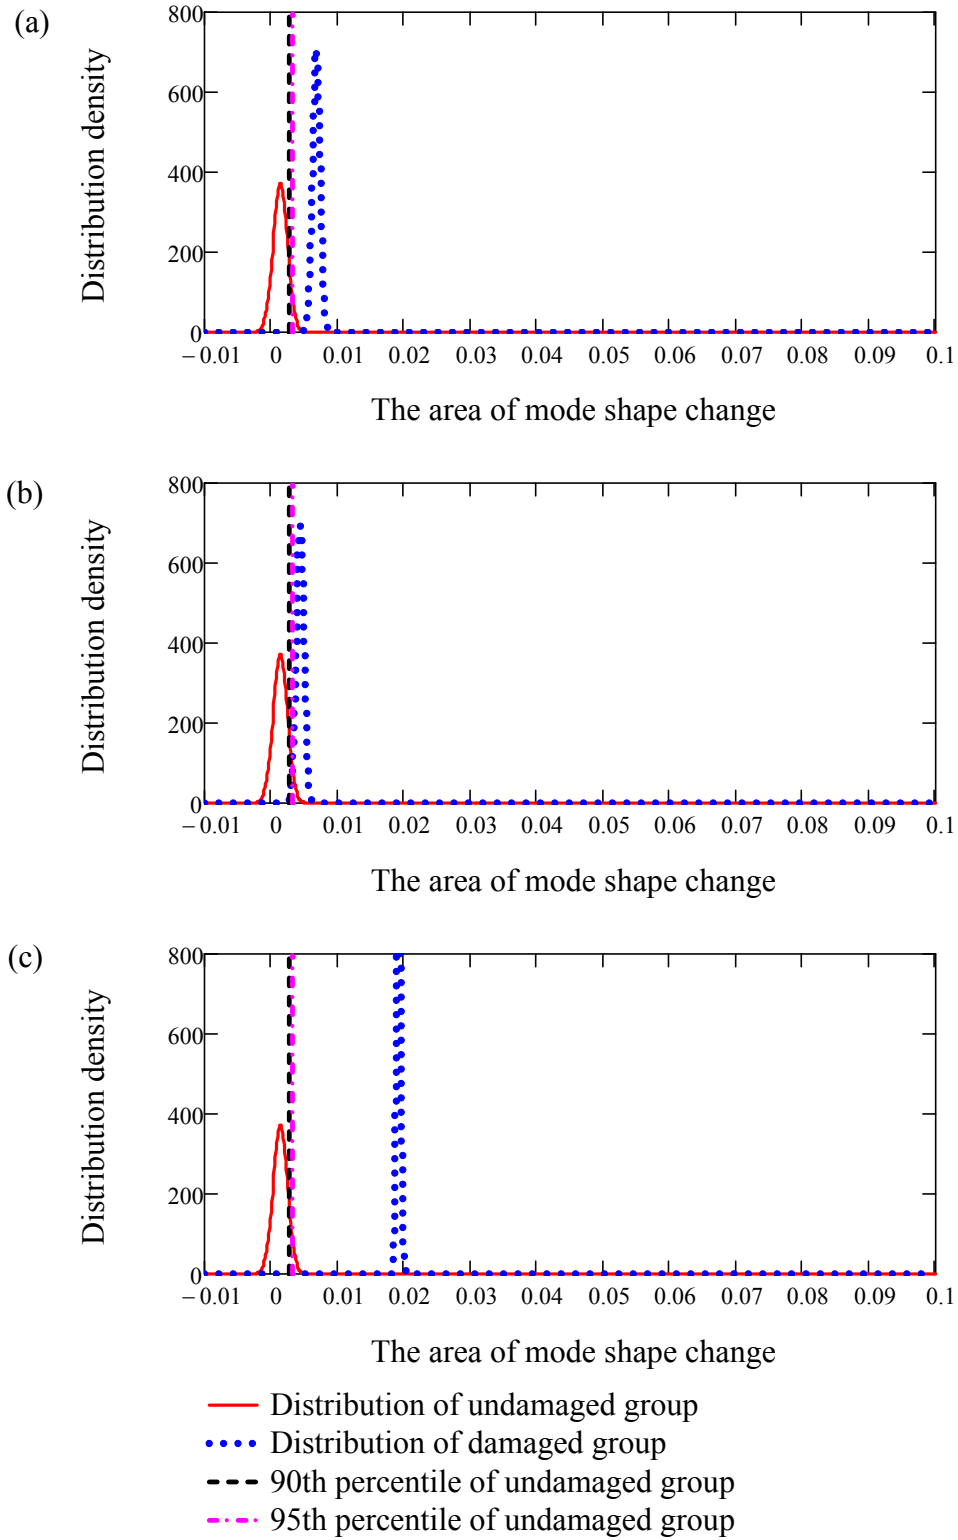 (a)
800
600
400
200
0
Distribution density
−0.01 0 0.01 0.02 0.03 0.04 0.05 0.06 0.07 0.08 0.09 0.1
The area of mode shape change
(b)
800
600
400
200
0
Distribution density
−0.01 0 0.01 0.02 0.03 0.04 0.05 0.06 0.07 0.08 0.09 0.1
The area of mode shape change
(c)
800
600
400
200
0
Distribution density
−0.01 0 0.01 0.02 0.03 0.04 0.05 0.06 0.07 0.08 0.09 0.1
The area of mode shape change
Distribution of undamaged group
Distribution of damaged group
90th percentile of undamaged group
95th percentile of undamaged group